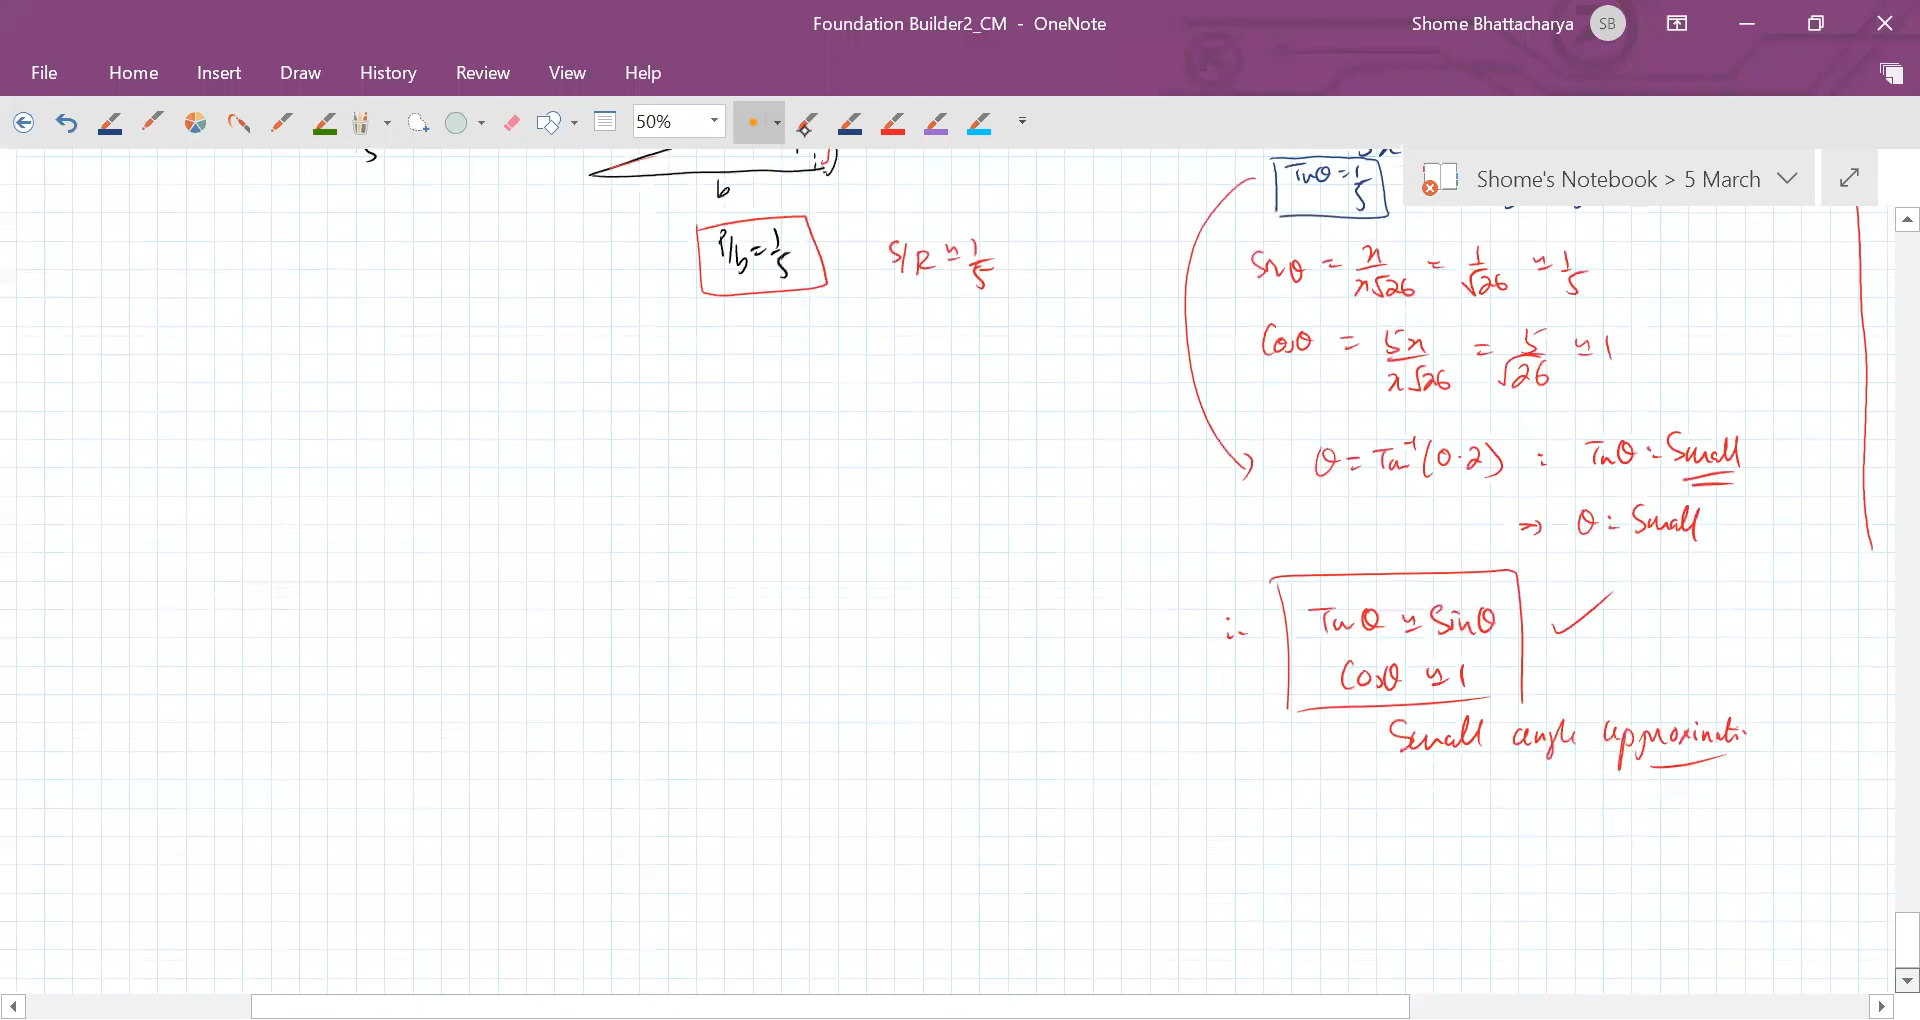 Foundation Builder2_CM - OneNote
Shome Bhattacharya SB
File Home Insert Draw History Review View Help
50%
Shome's Notebook > 5 March
5
b
P/b = 1/5
S/R ≈ 1/5
Tanθ = 1/5
Sinθ = x/x√26 = 1/√26 ≈ 1/5
Cosθ = 5x/x√26 = 5/√26 ≈ 1
θ = Tan⁻¹(0.2) : Tanθ : Small
⇒ θ : Small
∴ Tanθ ≈ Sinθ
Cosθ ≈ 1
Small angle approximati